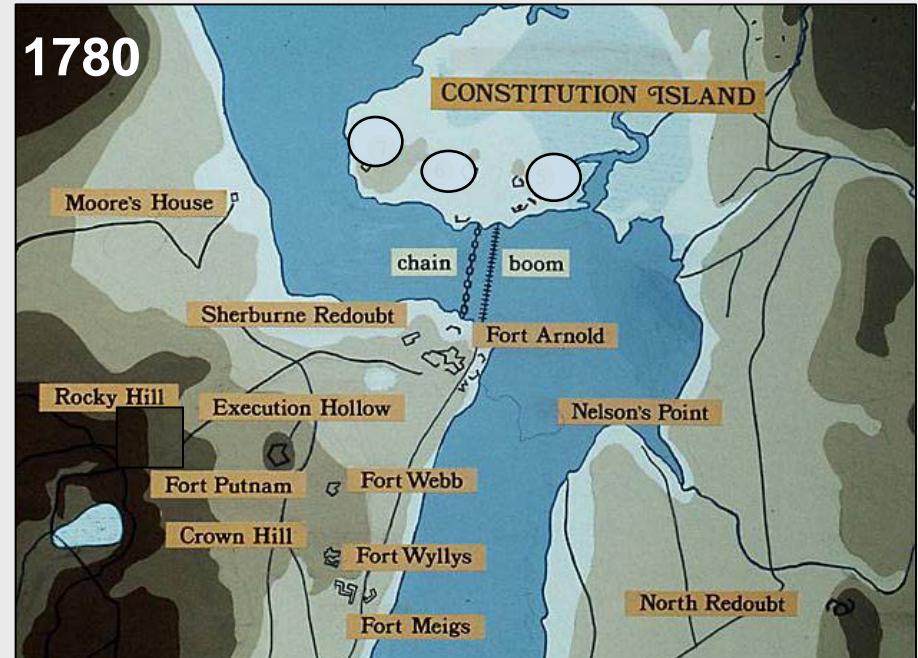 1780
CONSTITUTION ISLAND
Moore's House
chain
boom
Sherburne Redoubt
Fort Arnold
Rocky Hill
Execution Hollow
Nelson's Point
Fort Putnam
Fort Webb
Crown Hill
Fort Wyllys
North Redoubt
Fort Meigs